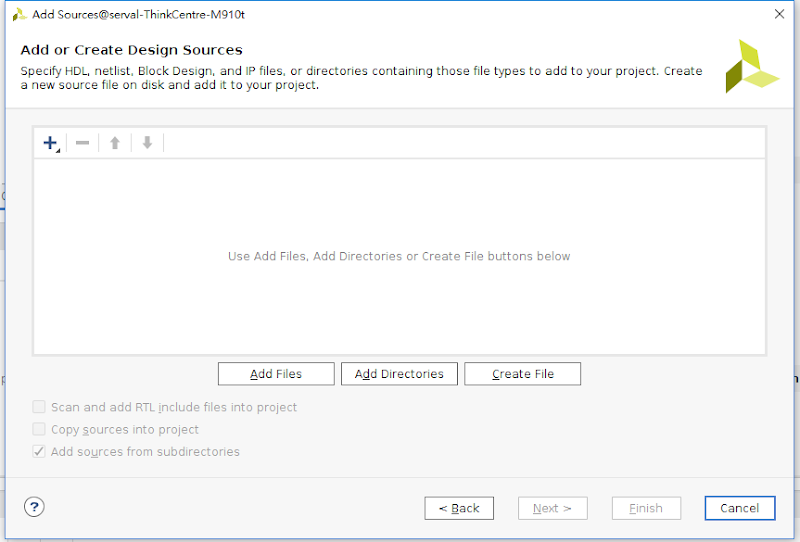 Add Sources@serval-ThinkCentre-M910t
Add or Create Design Sources
Specify HDL, netlist, Block Design, and IP files, or directories containing those file types to add to your project. Create
a new source file on disk and add it to your project.
Use Add Files, Add Directories or Create File buttons below
Add Files
Add Directories
Create File
Scan and add RTL include files into project
Copy sources into project
Add sources from subdirectories
?
< Back
Next >
Finish
Cancel